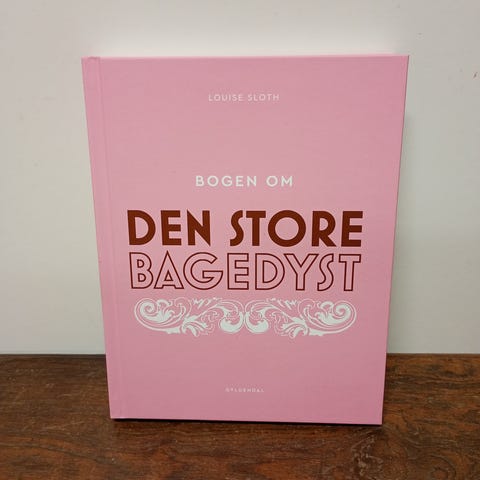 LOUISE SLOTH
BOGEN OM
DEN STORE
BAGEDYST
GYLDENDAL